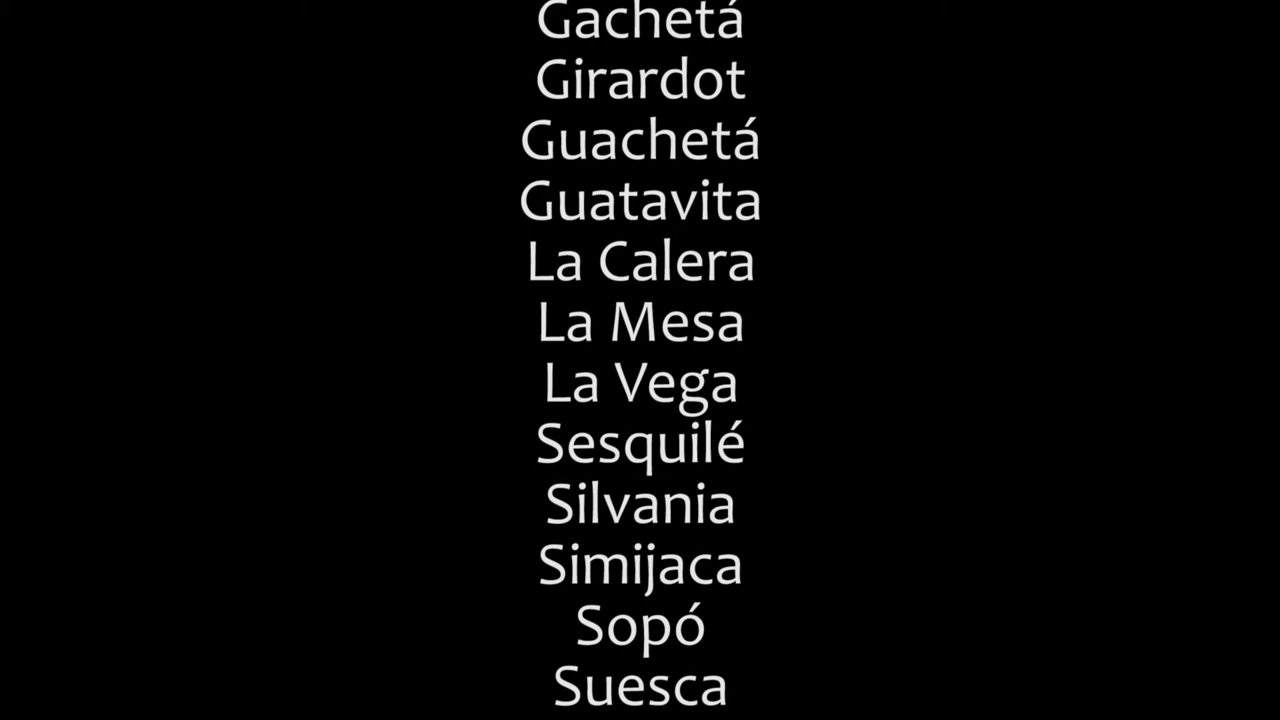 Gachetá
Girardot
Guachetá
Guatavita
La Calera
La Mesa
La Vega
Sesquilé
Silvania
Simijaca
Sopó
Suesca